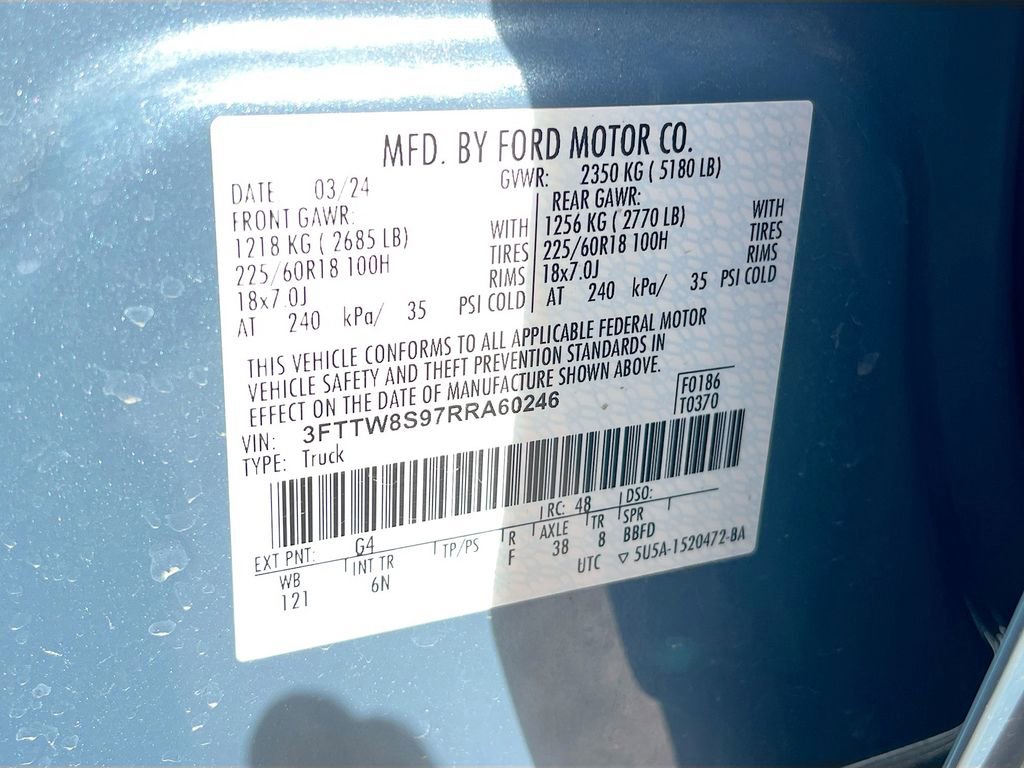 MFD. BY FORD MOTOR CO.
DATE 03/24 GVWR: 2350 KG ( 5180 LB)
FRONT GAWR: REAR GAWR:
1218 KG ( 2685 LB) WITH 1256 KG ( 2770 LB) WITH
225/60R18 100H TIRES 225/60R18 100H TIRES
18x7.0J RIMS 18x7.0J RIMS
AT 240 kPa/ 35 PSI COLD AT 240 kPa/ 35 PSI COLD
THIS VEHICLE CONFORMS TO ALL APPLICABLE FEDERAL MOTOR
VEHICLE SAFETY AND THEFT PREVENTION STANDARDS IN
EFFECT ON THE DATE OF MANUFACTURE SHOWN ABOVE.
VIN: 3FTTW8S97RRA60246 F0186
TYPE: Truck T0370
EXT PNT: G4 RC: 48 DSO:
WB INT TR TP/PS R AXLE TR SPR
121 6N F 38 8 BBFD
UTC ▽ 5U5A-1520472-BA